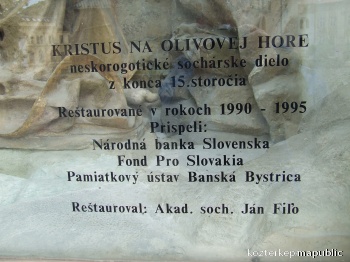 KRISTUS NA OLIVOVEJ HORE
neskorogotické sochárske dielo
z konca 15.storočia
Reštaurované v rokoch 1990 - 1995
Prispeli:
Národná banka Slovenska
Fond Pro Slovakia
Pamiatkový ústav Banská Bystrica
Reštauroval: Akad. soch. Ján Fiľo
kozterkep.mapublic